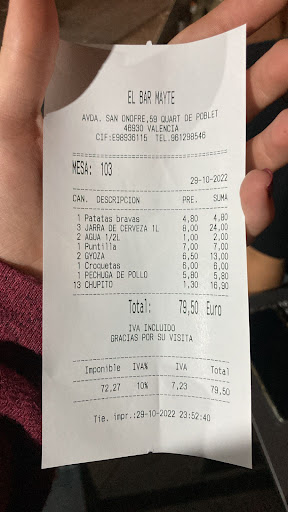 EL BAR MAYTE
AVDA. SAN ONOFRE,59 QUART DE POBLET
46930 VALENCIA
CIF:E98936115 TEL.961298546
MESA: 103
29-10-2022
CAN. DESCRIPCION PRE. SUMA
1 Patatas bravas 4,80 4,80
3 JARRA DE CERVEZA 1L 8,00 24,00
2 AGUA 1/2L 1,00 2,00
1 Puntilla 7,00 7,00
2 GYOZA 6,50 13,00
1 Croquetas 6,00 6,00
1 PECHUGA DE POLLO 5,80 5,80
13 CHUPITO 1,30 16,90
Total: 79,50 Euro
IVA INCLUIDO
GRACIAS POR SU VISITA
Imponible IVA% IVA Total
72,27 10% 7,23 79,50
Tie. impr.:29-10-2022 23:52:40